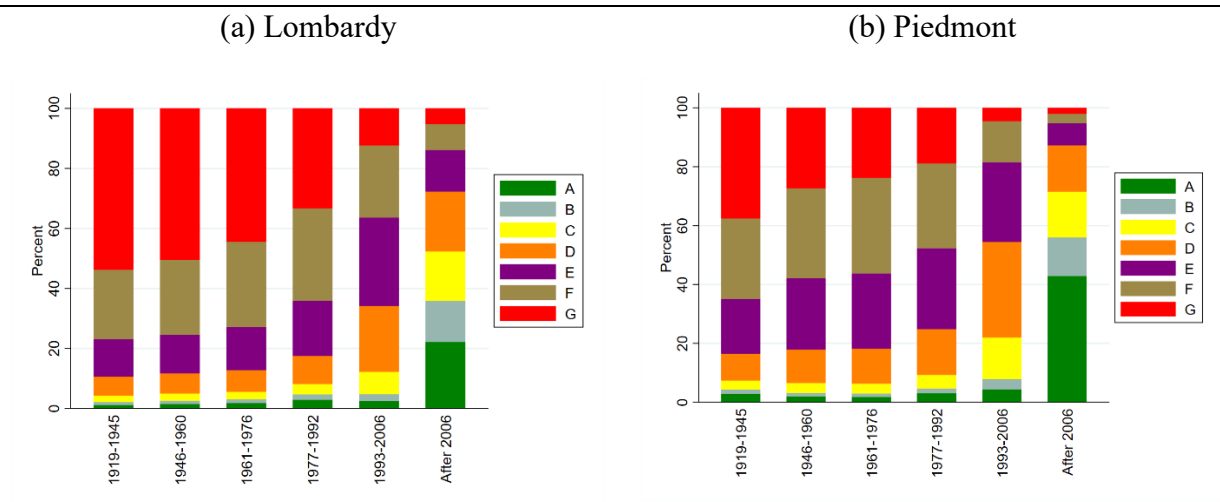 (a) Lombardy
(b) Piedmont
100
80
60
40
20
0
Percent
1919-1945
1946-1960
1961-1976
1977-1992
1993-2006
After 2006
A
B
C
D
E
F
G
100
80
60
40
20
0
Percent
1919-1945
1946-1960
1961-1976
1977-1992
1993-2006
After 2006
A
B
C
D
E
F
G